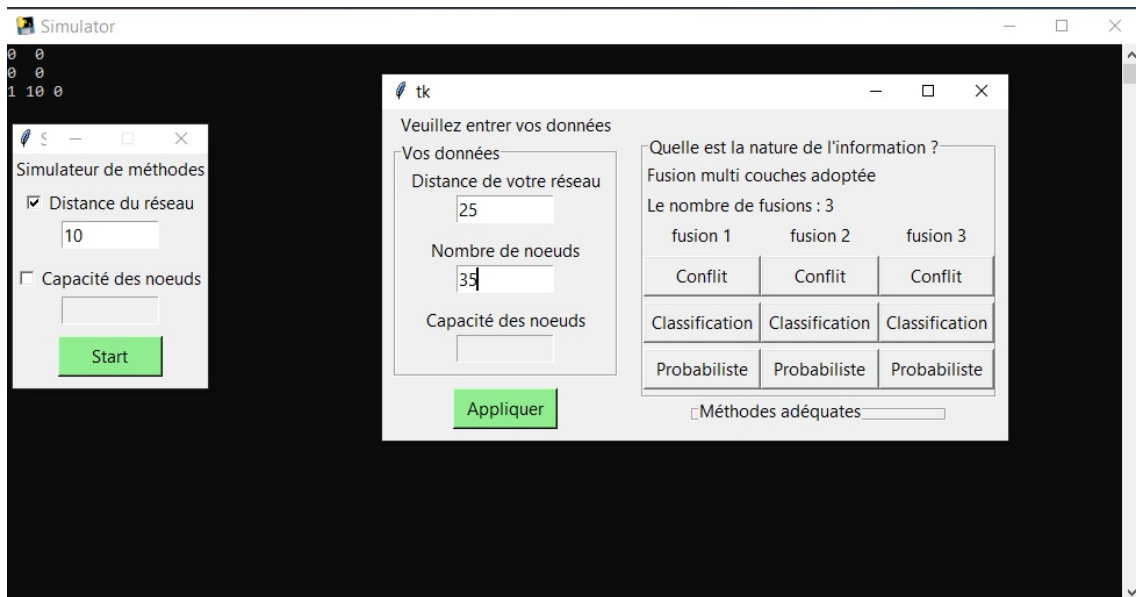 Simulator
0 0
0 0
1 10 0
S
Simulateur de méthodes
Distance du réseau
10
Capacité des noeuds
Start
tk
Veuillez entrer vos données
Vos données
Distance de votre réseau
25
Nombre de noeuds
35
Capacité des noeuds
Appliquer
Quelle est la nature de l'information ?
Fusion multi couches adoptée
Le nombre de fusions : 3
fusion 1 fusion 2 fusion 3
Conflit Conflit Conflit
Classification Classification Classification
Probabiliste Probabiliste Probabiliste
Méthodes adéquates